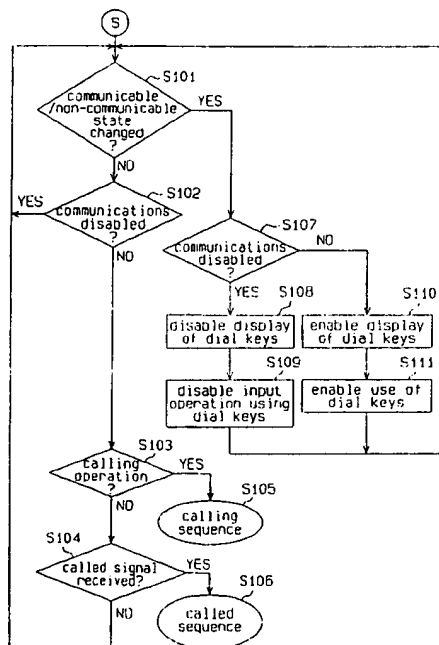 S
S101
communicable
/non-communicable
state
changed
?
YES
NO
S102
YES
communications
disabled
?
NO
S107
communications
disabled
?
NO
YES
S108
disable display
of dial keys
S110
enable display
of dial keys
S109
disable input
operation using
dial keys
S111
enable use of
dial keys
S103
calling
operation
?
YES
NO
S105
calling
sequence
S104
called signal
received?
YES
NO
S106
called
sequence